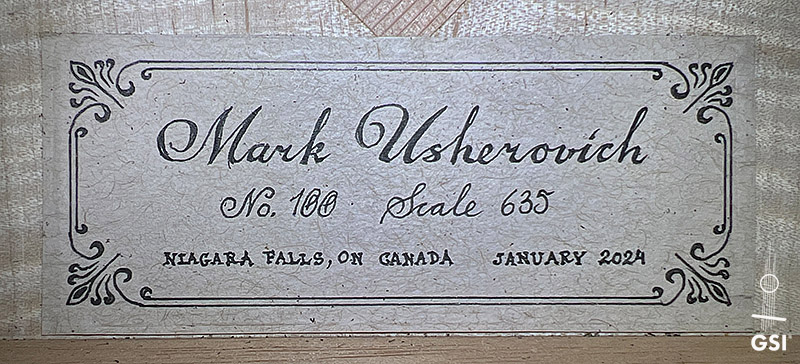 Mark Usherovich
No. 100 Scale 635
NIAGARA FALLS, ON CANADA JANUARY 2024
GSI